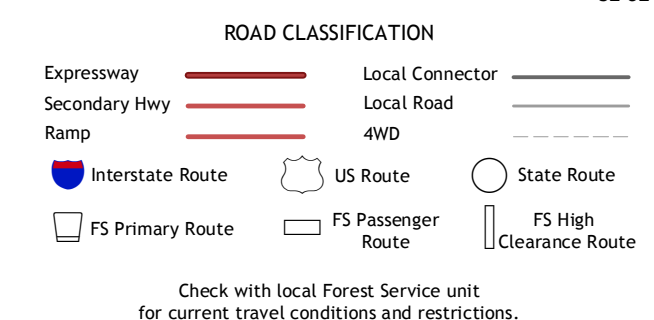 ROAD CLASSIFICATION
Expressway
Local Connector
Secondary Hwy
Local Road
Ramp
4WD
Interstate Route
US Route
State Route
FS Primary Route
FS Passenger
Route
FS High
Clearance Route
Check with local Forest Service unit
for current travel conditions and restrictions.